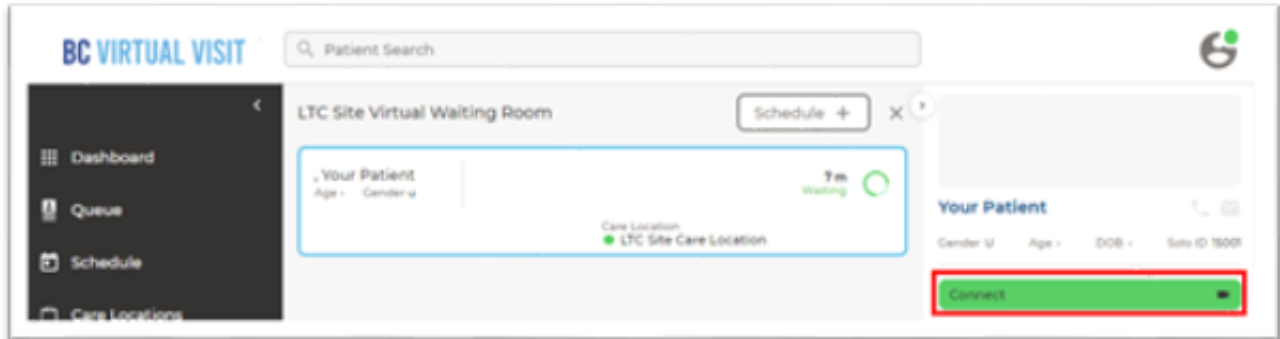 BC VIRTUAL VISIT
Patient Search
LTC Site Virtual Waiting Room
Schedule +
Dashboard
Queue
Schedule
Care Locations
, Your Patient
Age - Gender u
7 m
Waiting
Care Location
LTC Site Care Location
Your Patient
Gender U Age - DOB - Solo ID 15001
Connect